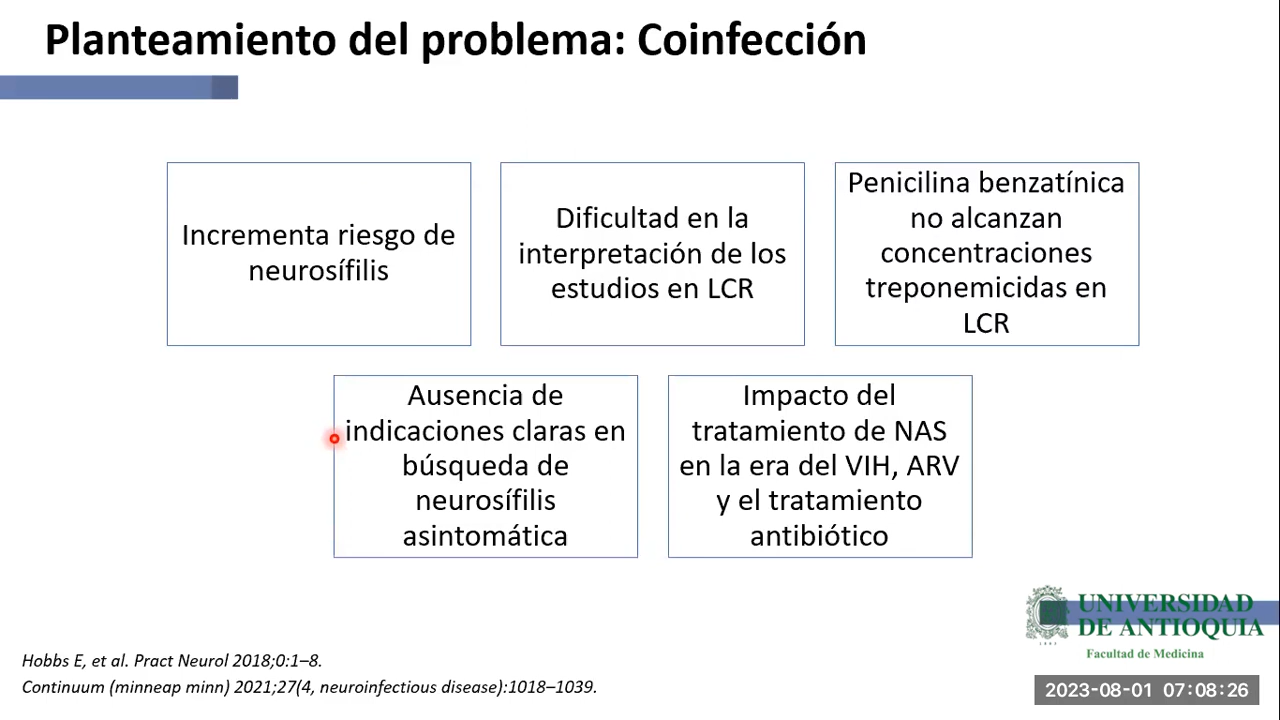 Planteamiento del problema: Coinfección
Incrementa riesgo de
neurosífilis
Dificultad en la
interpretación de los
estudios en LCR
Penicilina benzatínica
no alcanzan
concentraciones
treponemicidas en
LCR
Ausencia de
indicaciones claras en
búsqueda de
neurosífilis
asintomática
Impacto del
tratamiento de NAS
en la era del VIH, ARV
y el tratamiento
antibiótico
UNIVERSIDAD
DE ANTIOQUIA
Facultad de Medicina
Hobbs E, et al. Pract Neurol 2018;0:1–8.
Continuum (minneap minn) 2021;27(4, neuroinfectious disease):1018–1039.
2023-08-01 07:08:26